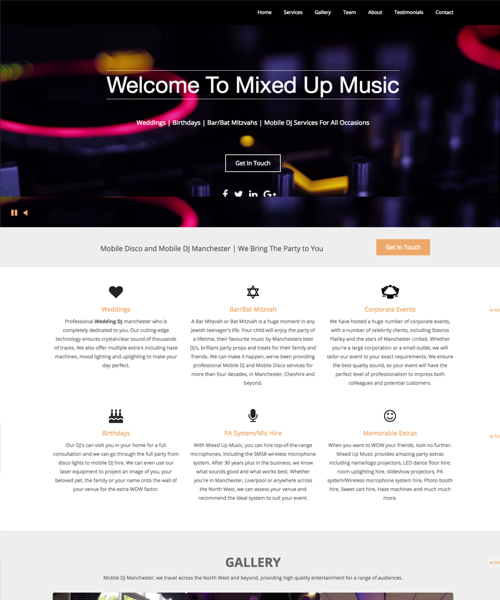 Home Services Gallery Team About Testimonials Contact
Welcome To Mixed Up Music
Weddings | Birthdays | Bar/Bat Mitzvahs | Mobile DJ Services For All Occasions
Get In Touch
Mobile Disco and Mobile DJ Manchester | We Bring The Party to You
Get In Touch
Weddings
Professional Wedding DJ manchester who is
completely dedicated to you. Our cutting-edge
technology ensures crystal-clear sound of thousands
of tracks. We also offer multiple extra's including haze
machines, mood lighting and uplighting to make your
day perfect.
Bar/Bat Mitzvah
A Bar Mitzvah or Bat Mitzvah is a huge moment in any
Jewish teenager's life. Your child will enjoy the party of
a lifetime, their favourite music by Manchesters best
DJ's, brilliant party props and treats for their family and
friends. We can make it happen, we've been providing
professional Mobile DJ and Mobile Disco services for
more than four decades, in Manchester, Cheshire and
beyond.
Corporate Events
We have hosted a huge number of corporate events,
with a number of celebrity clients, including Stavros
Flatley and the stars of Manchester United. Whether
you're a large corporation or a small outlet, we will
tailor our event to your exact requirements. We ensure
the best quality sound, so your event will have the
perfect level of professionalism to impress both
colleagues and potential customers.
Birthdays
Our DJ's can visit you in your home for a full
consultation and we can go through the full party from
disco lights to mobile DJ hire. We can even use our
laser equipment to project an image of you, your
beloved pet, the family or your name onto the wall of
your venue for the extra WOW factor.
PA System/Mic Hire
With Mixed Up Music, you can hire top-of-the-range
microphones, including the SM58 wireless microphone
system. After 30 years plus in the business, we know
what sounds good and what works best. Whether
you're in Manchester, Liverpool or anywhere across
the North West, we can assess your venue and
recommend the ideal system to suit your event.
Memorable Extras
When you want to WOW your friends, look no further.
Mixed Up Music provides amazing party extras
including name/logo projectors, LED dance floor hire,
room uplighting hire, slideshow projectors, PA
system/Wireless microphone system hire, Photo booth
hire, Sweet cart hire, Haze machines and much much
more.
GALLERY
Mobile DJ Manchester, we travel across the North West and beyond, providing high quality entertainment for a range of audiences.